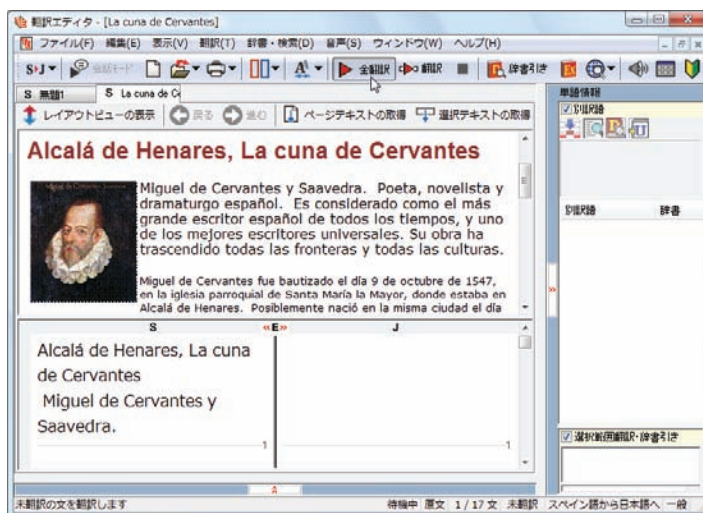 翻訳エディタ - [La cuna de Cervantes]
ファイル(F) 編集(E) 表示(V) 翻訳(T) 辞書・検索(D) 音声(S) ウィンドウ(W) ヘルプ(H)
S›J 会話モード 全翻訳 翻訳 辞書引き
S 無題1 S La cuna de C
レイアウトビューの表示 戻る 進む ページテキストの取得 選択テキストの取得
Alcalá de Henares, La cuna de Cervantes
Miguel de Cervantes y Saavedra. Poeta, novelista y
dramaturgo español. Es considerado como el más
grande escritor español de todos los tiempos, y uno
de los mejores escritores universales. Su obra ha
trascendido todas las fronteras y todas las culturas.
Miguel de Cervantes fue bautizado el día 9 de octubre de 1547,
en la iglesia parroquial de Santa María la Mayor, donde estaba en
Alcalá de Henares. Posiblemente nació en la misma ciudad el día
S «E» J
Alcalá de Henares, La cuna
de Cervantes
Miguel de Cervantes y
Saavedra.
1 1
単語情報
別訳語
別訳語 辞書
選択範囲翻訳・辞書引き
未翻訳の文を翻訳します 待機中 原文 1 / 17 文 未翻訳 スペイン語から日本語へ 一般